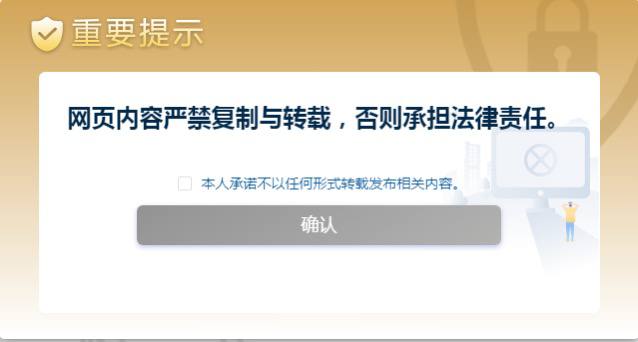 重要提示
网页内容严禁复制与转载，否则承担法律责任。
本人承诺不以任何形式转载发布相关内容。
确认